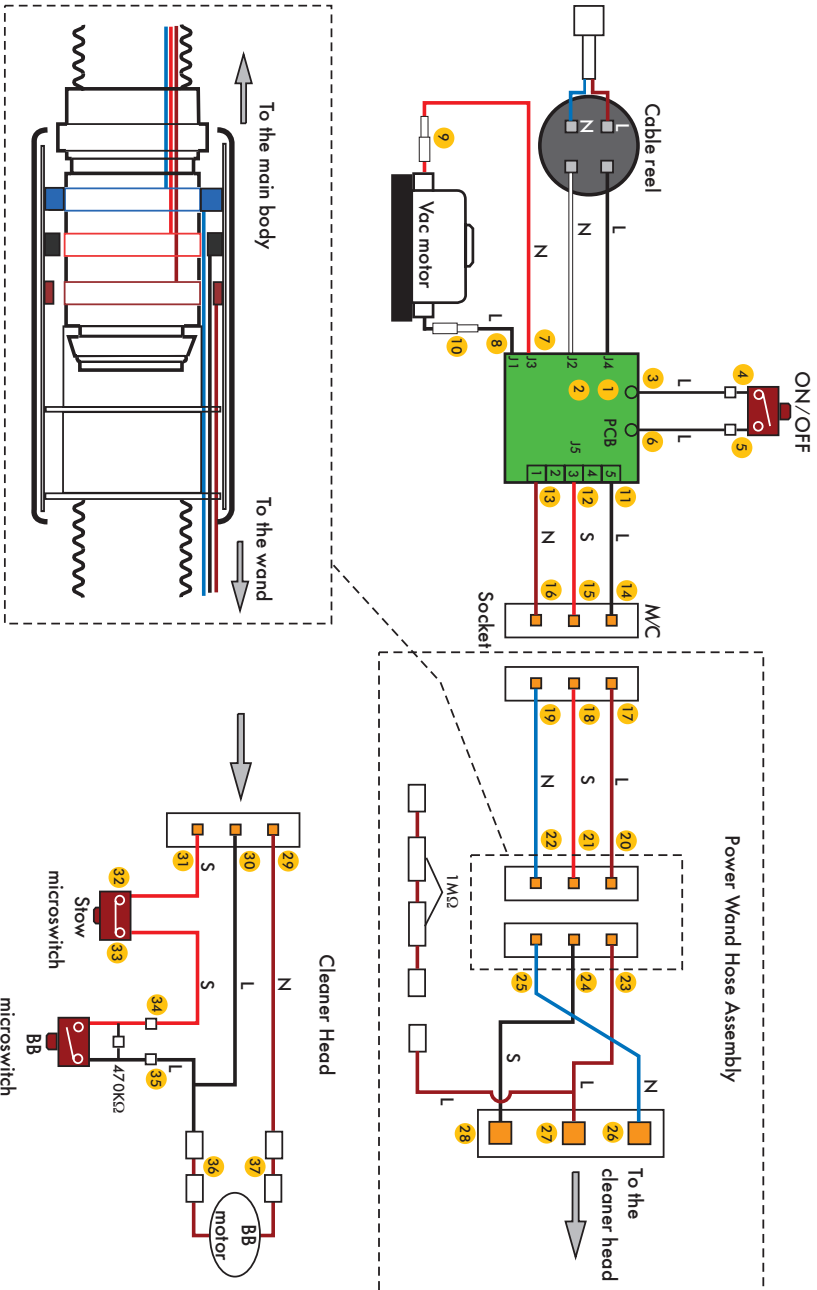 Cable reel
L
N
L
N
ON/OFF
4
5
L
L
3
6
1
2
PCB
J4
J2
J3
J1
J5
5
4
3
2
1
7
8
N
L
9
10
Vac motor
11
12
13
L
S
N
14
15
16
M/C
Socket
Power Wand Hose Assembly
17
18
19
L
S
N
20
21
22
23
24
25
1MΩ
N
L
S
L
26
27
28
To the
cleaner head
To the main body
To the wand
Cleaner Head
29
30
31
N
L
S
32
33
Stow
microswitch
S
34
35
L
470KΩ
BB
microswitch
36
37
BB
motor